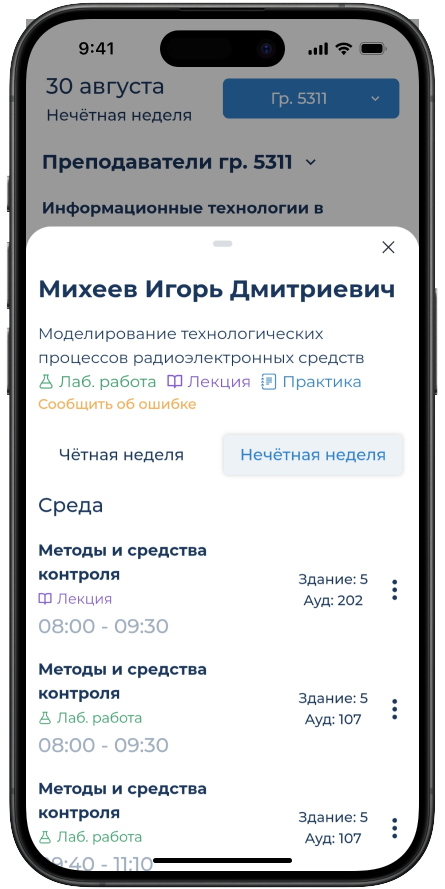 9:41
30 августа
Нечётная неделя
Гр. 5311
Преподаватели гр. 5311
Информационные технологии в
Михеев Игорь Дмитриевич
Моделирование технологических
процессов радиоэлектронных средств
Лаб. работа Лекция Практика
Сообщить об ошибке
Чётная неделя Нечётная неделя
Среда
Методы и средства
контроля
Лекция
08:00 - 09:30
Здание: 5
Ауд: 202
Методы и средства
контроля
Лаб. работа
08:00 - 09:30
Здание: 5
Ауд: 107
Методы и средства
контроля
Лаб. работа
09:40 - 11:10
Здание: 5
Ауд: 107